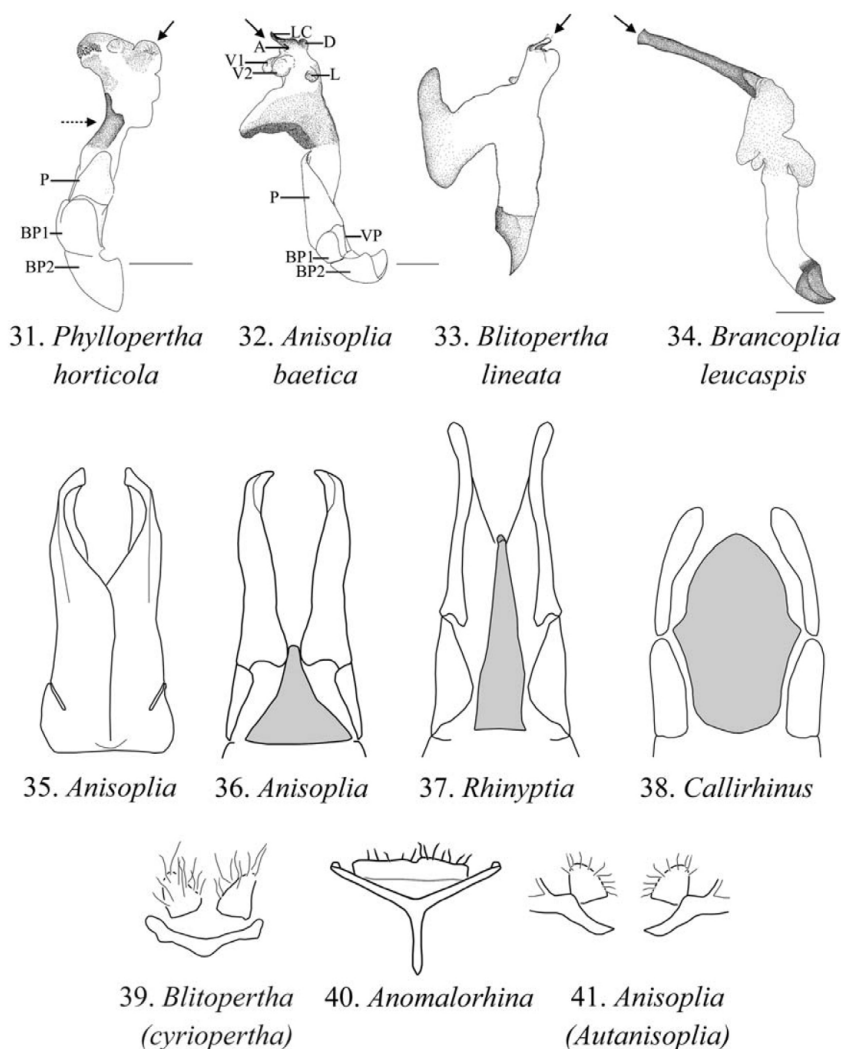 LC
A
D
V1
V2
L
P
BP1
BP2
P
VP
BP1
BP2
31. Phyllopertha
horticola
32. Anisoplia
baetica
33. Blitopertha
lineata
34. Brancoplia
leucaspis
35. Anisoplia
36. Anisoplia
37. Rhinyptia
38. Callirhinus
39. Blitopertha
(cyriopertha)
40. Anomalorhina
41. Anisoplia
(Autanisoplia)